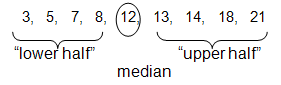 3, 5, 7, 8, 12, 13, 14, 18, 21
“lower half” “upper half”
median